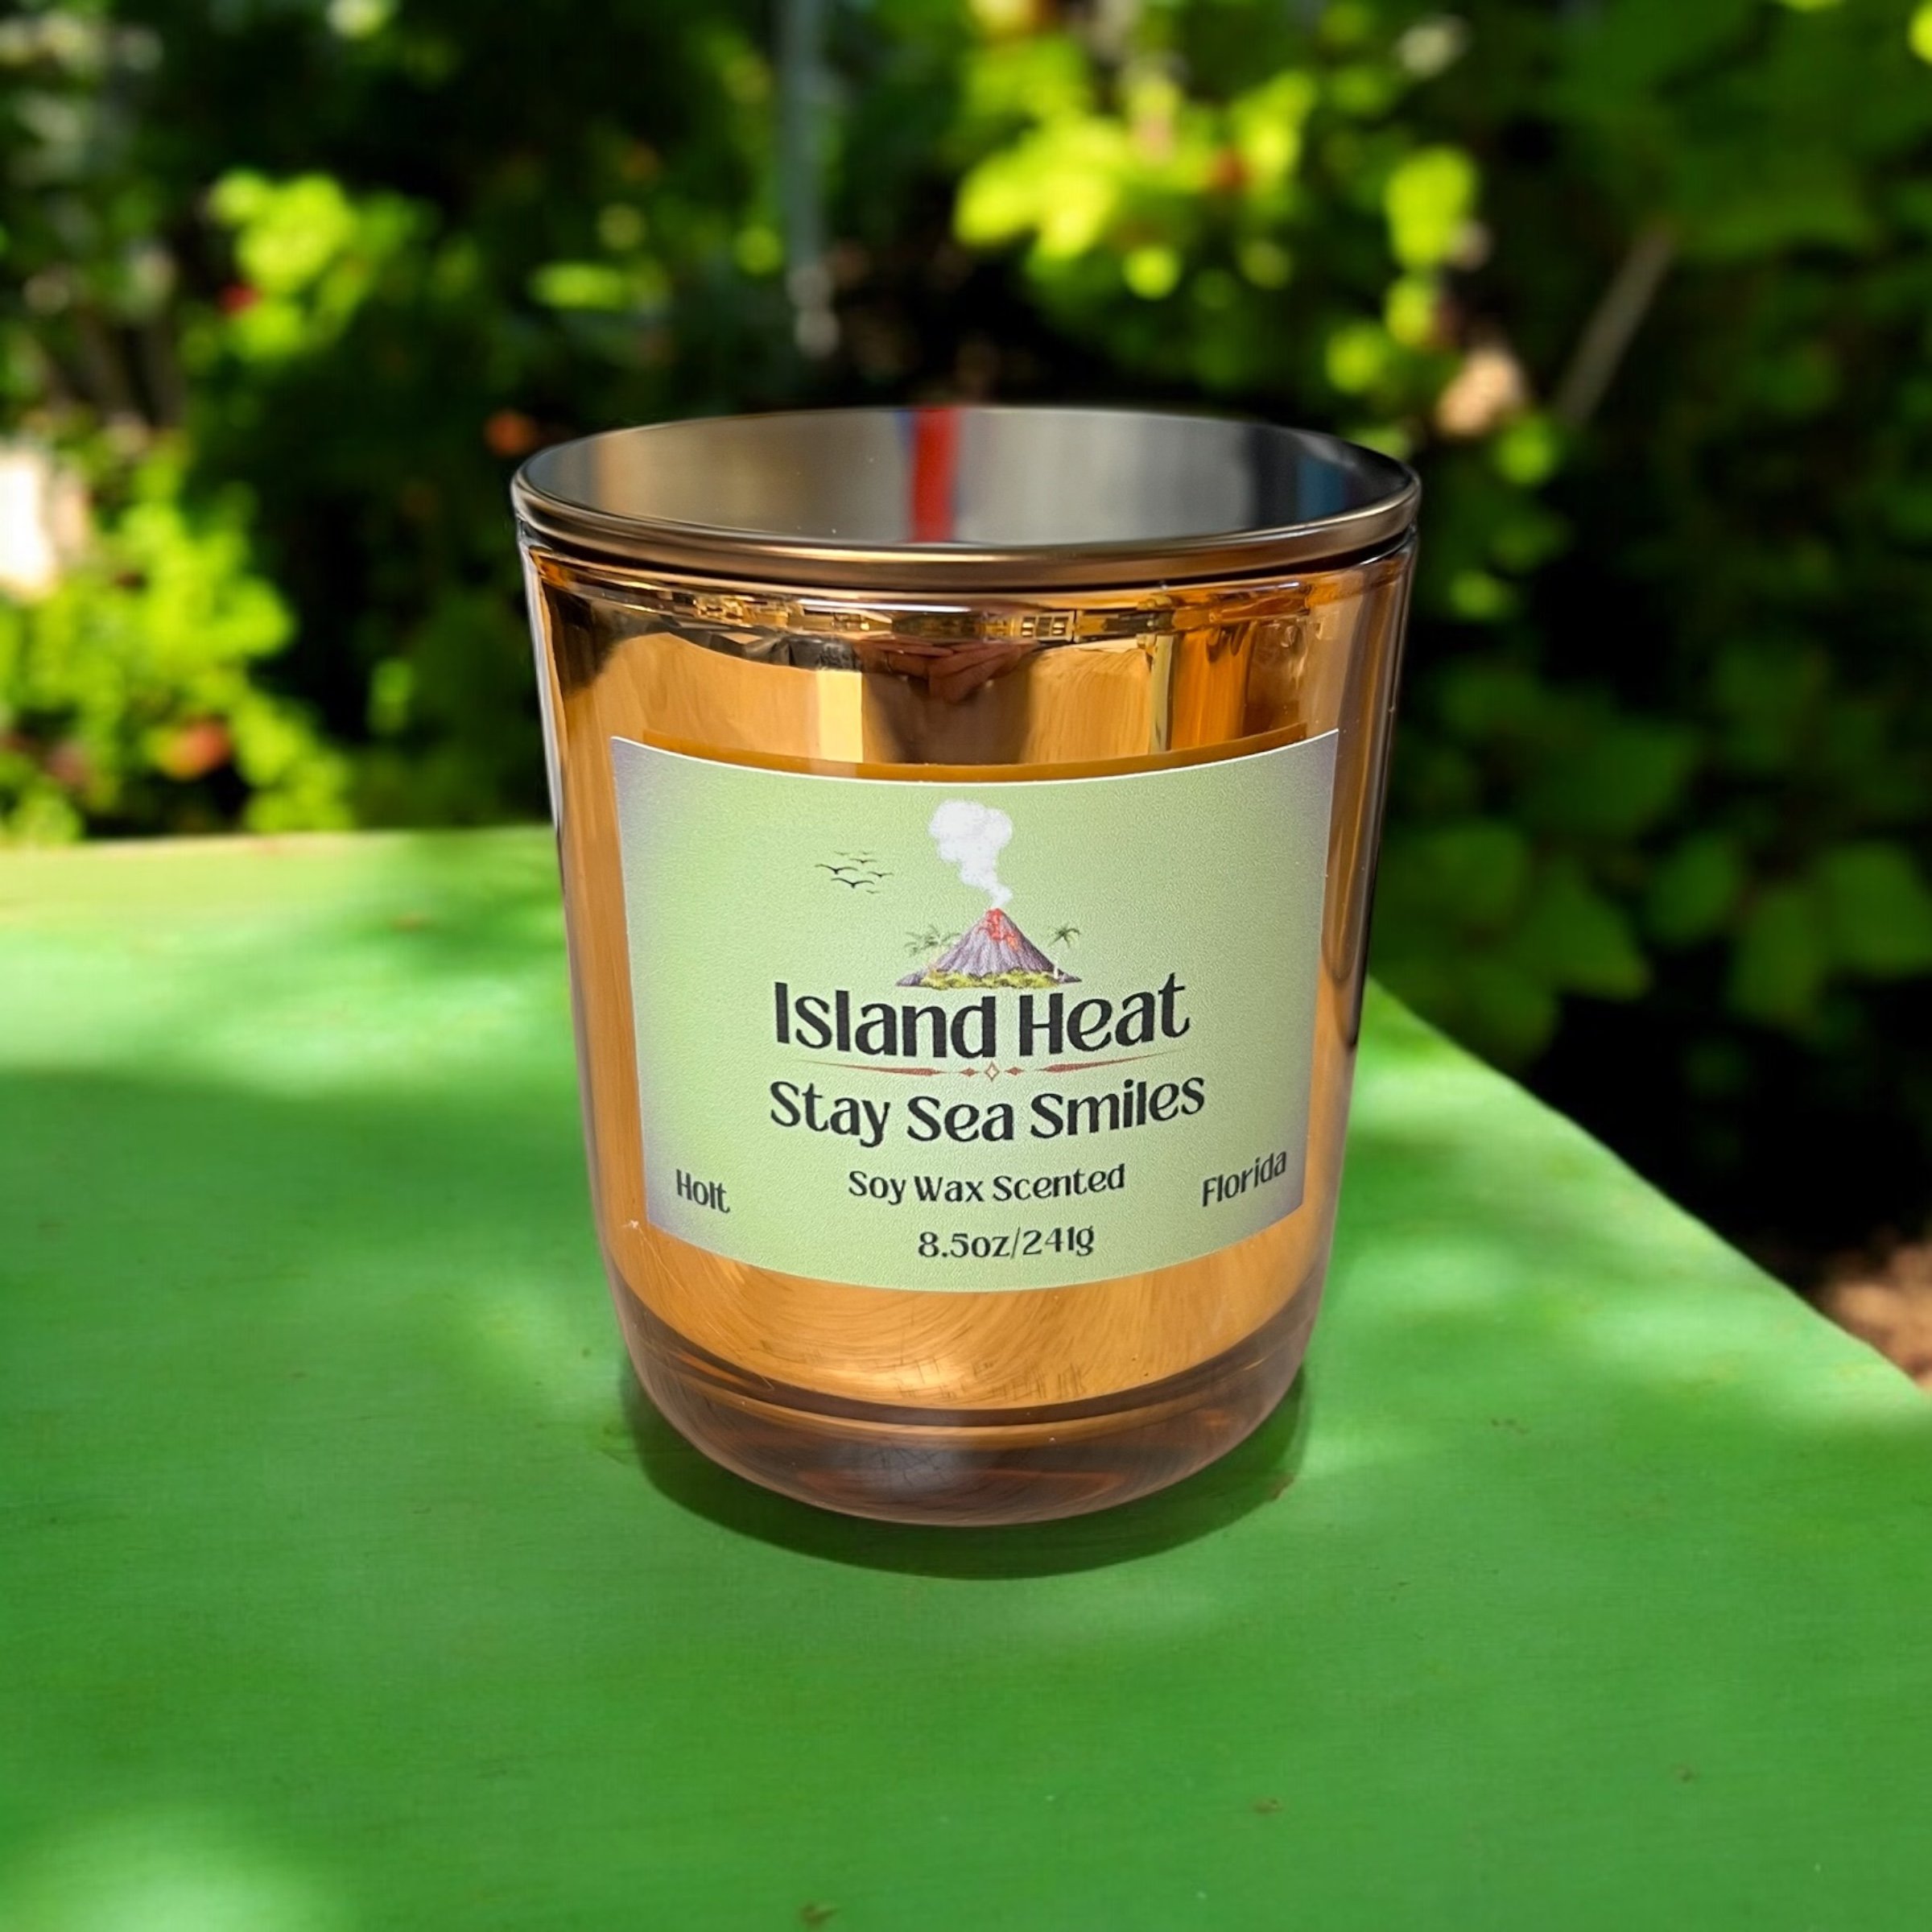 Island Heat
Stay Sea Smiles
Soy Wax Scented
Holt
Florida
8.5oz/241g